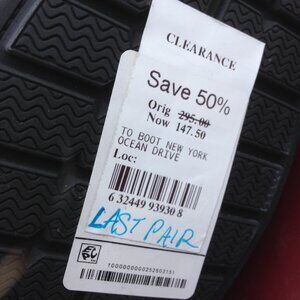 CLEARANCE
Save 50%
Orig 295.00
Now 147.50
TO BOOT NEW YORK
OCEAN DRIVE
Loc:
6 32449 93930 8
LAST PAIR